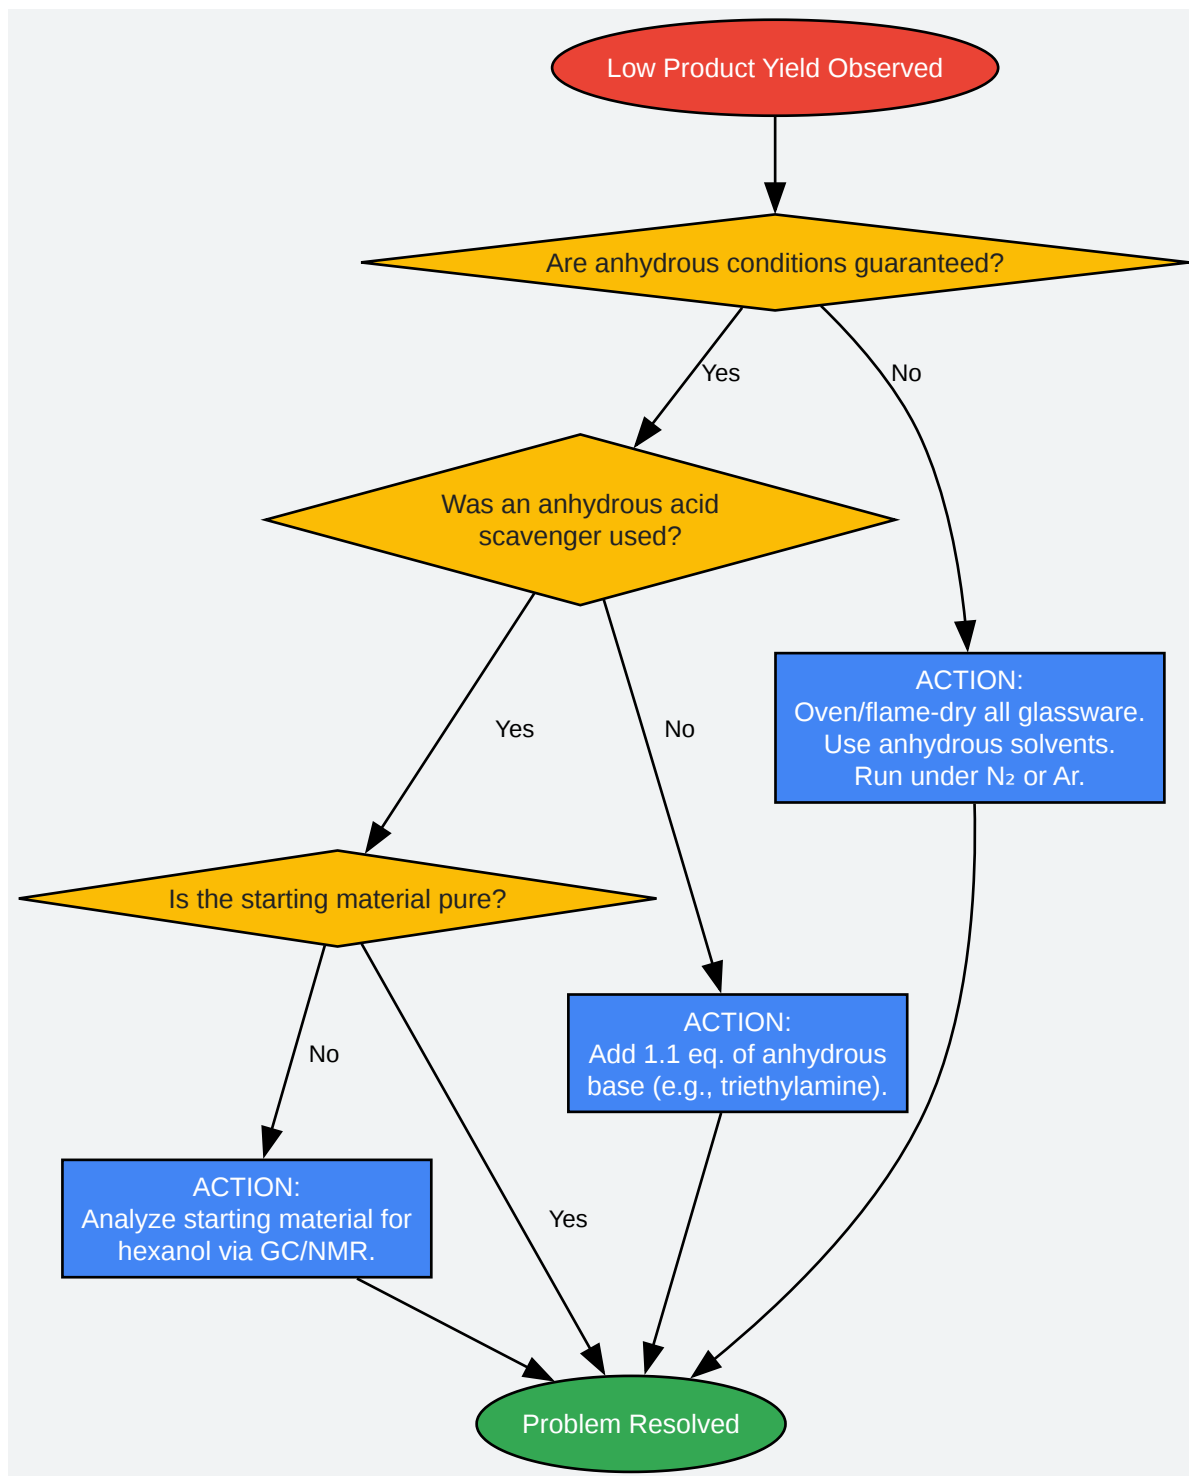 Low Product Yield Observed
Are anhydrous conditions guaranteed?
Yes
No
Was an anhydrous acid
scavenger used?
Yes
No
ACTION:
Oven/flame-dry all glassware.
Use anhydrous solvents.
Run under N₂ or Ar.
Is the starting material pure?
No
Yes
ACTION:
Add 1.1 eq. of anhydrous
base (e.g., triethylamine).
ACTION:
Analyze starting material for
hexanol via GC/NMR.
Problem Resolved